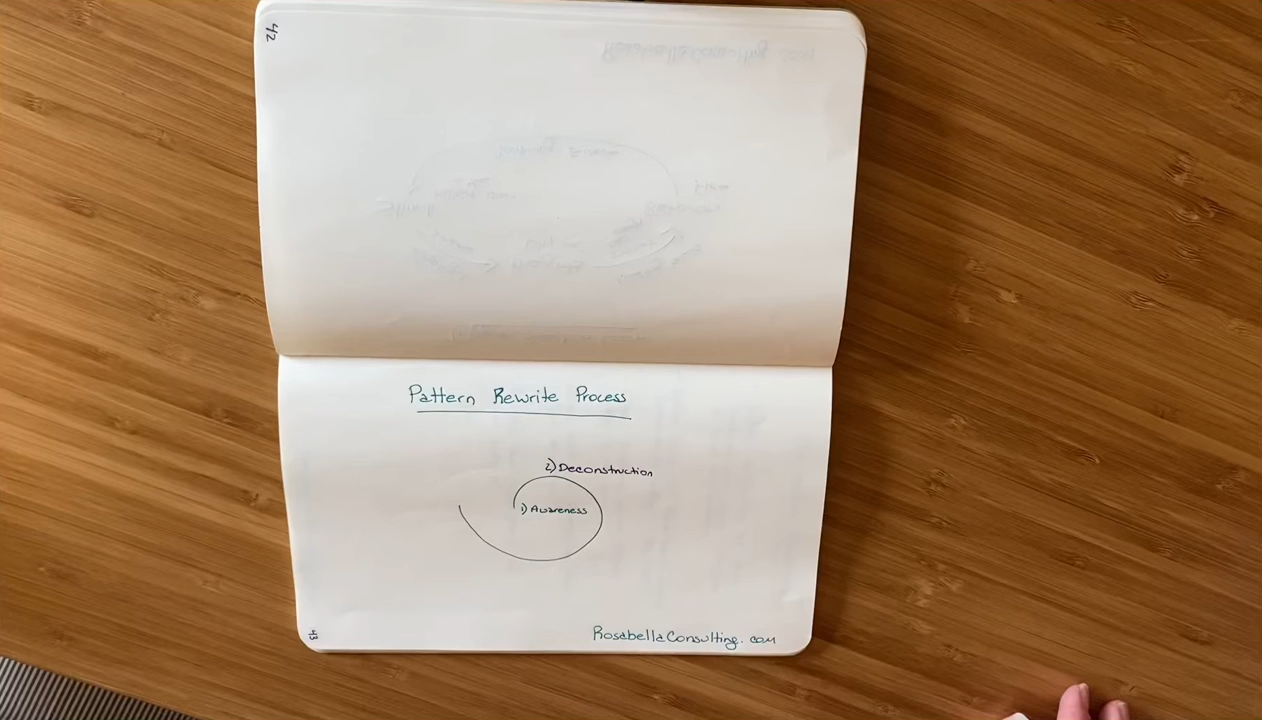 42
Pattern Rewrite Process
2) Deconstruction
1) Awareness
43
RosabellaConsulting.com